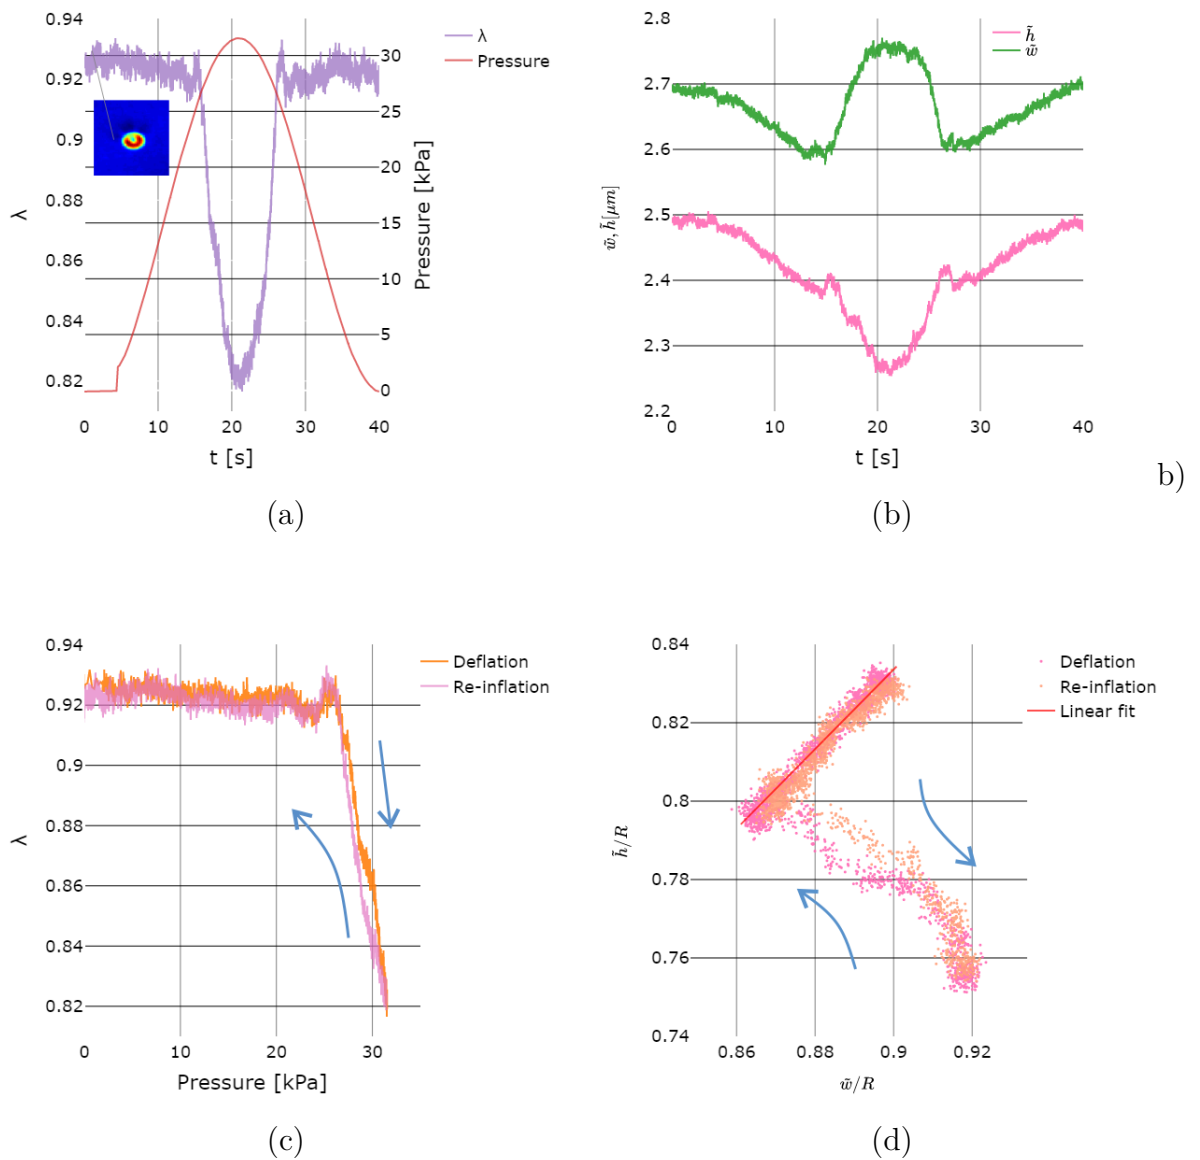 0.94
0.92
0.9
0.88
0.86
0.84
0.82
λ
30
25
20
15
10
5
0
Pressure [kPa]
0 10 20 30 40
t [s]
λ
Pressure
(a)
2.8
2.7
2.6
2.5
2.4
2.3
2.2
w̃, h̃[μm]
0 10 20 30 40
t [s]
h̃
w̃
b)
(b)
0.94
0.92
0.9
0.88
0.86
0.84
0.82
λ
0 10 20 30
Pressure [kPa]
Deflation
Re-inflation
(c)
0.84
0.82
0.8
0.78
0.76
0.74
h̃/R
0.86 0.88 0.9 0.92
w̃/R
Deflation
Re-inflation
Linear fit
(d)